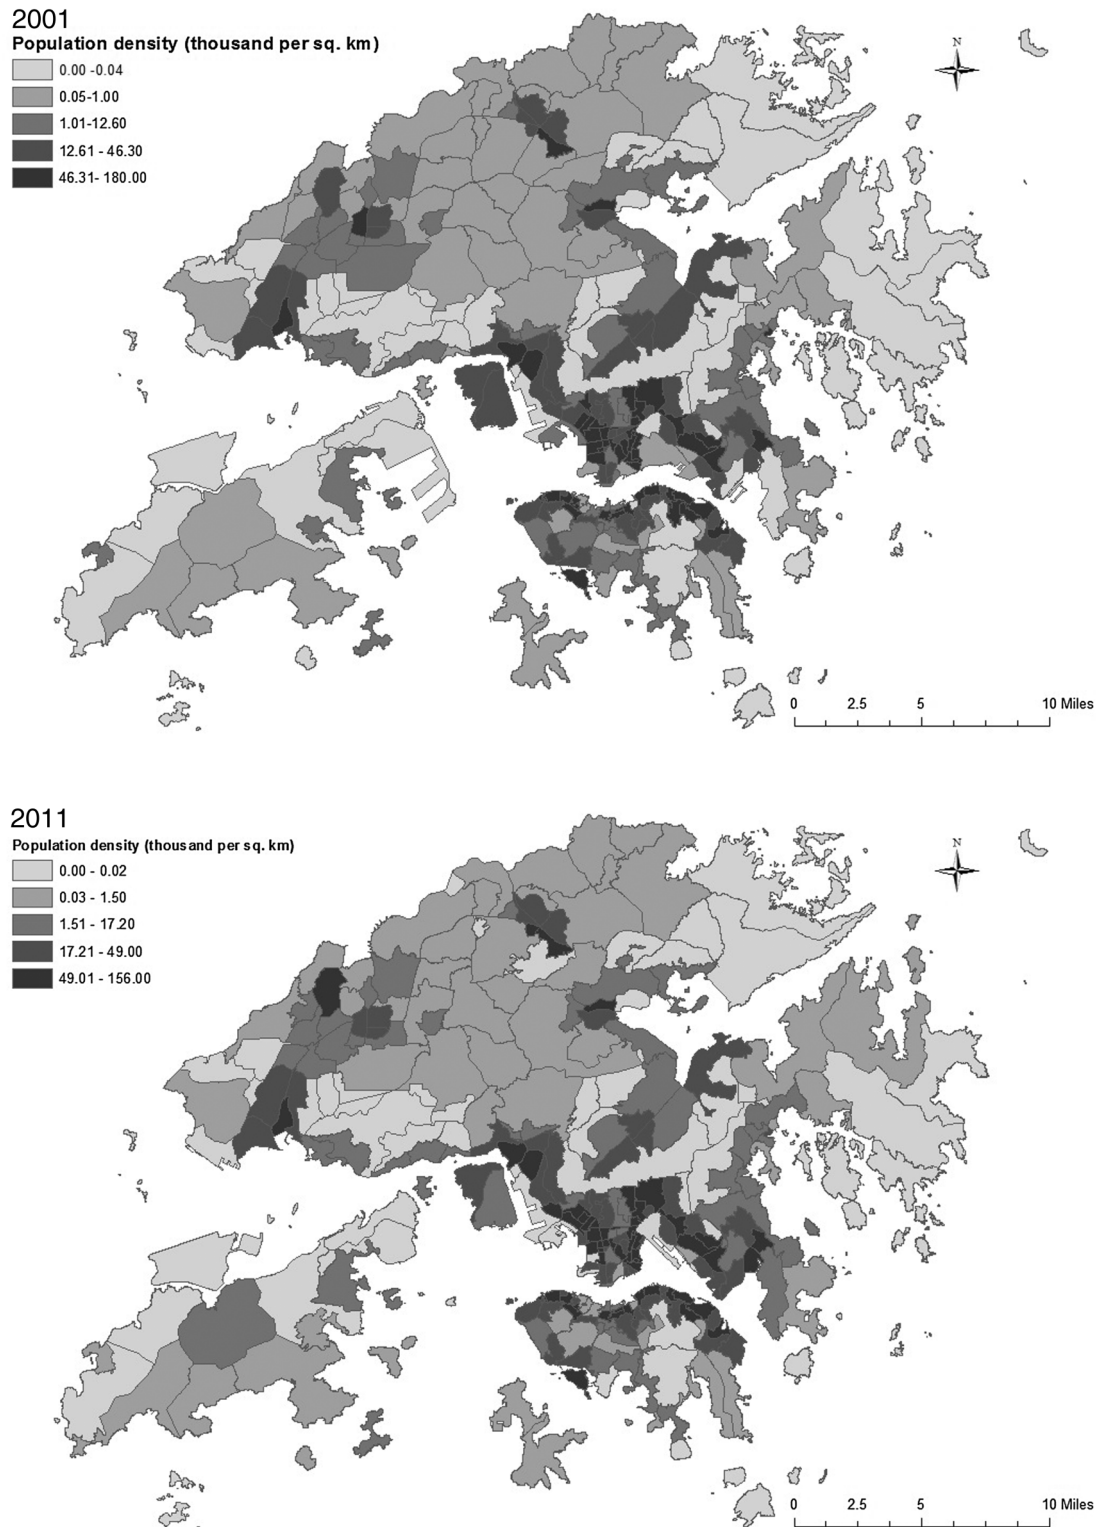 2001
Population density (thousand per sq. km)
0.00 -0.04
0.05-1.00
1.01-12.60
12.61 - 46.30
46.31- 180.00
N
0 2.5 5 10 Miles
2011
Population density (thousand per sq. km)
0.00 - 0.02
0.03 - 1.50
1.51 - 17.20
17.21 - 49.00
49.01 - 156.00
N
0 2.5 5 10 Miles